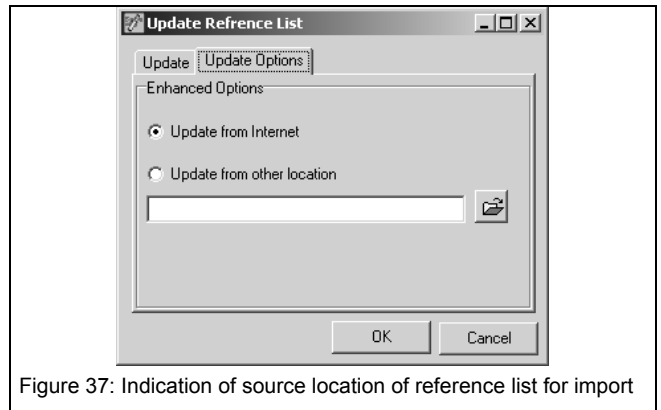 Update Refrence List
Update
Update Options
Enhanced Options
Update from Internet
Update from other location
OK
Cancel
Figure 37: Indication of source location of reference list for import